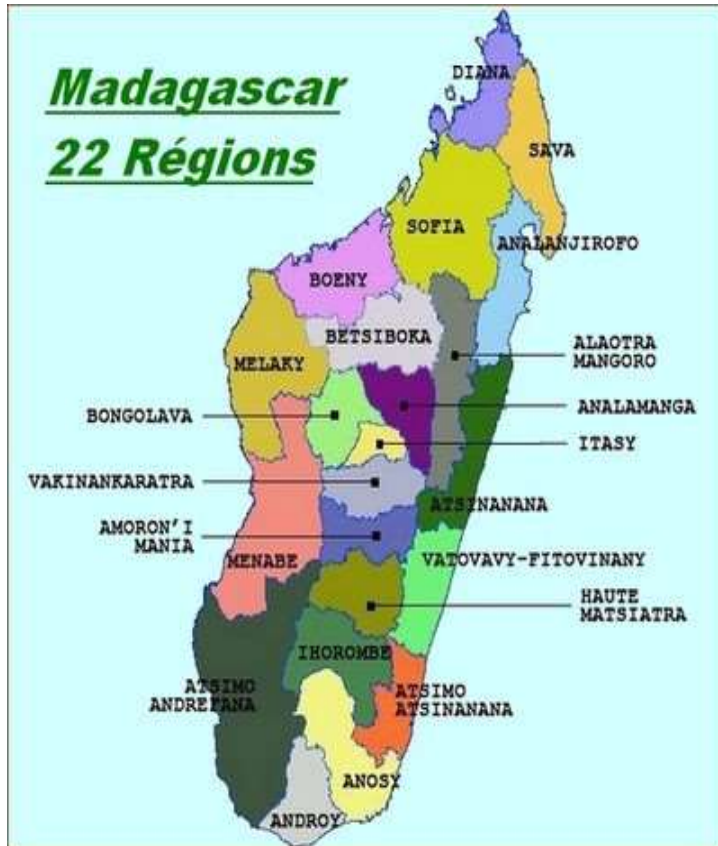 Madagascar
22 Régions
DIANA
SAVA
SOFIA
ANALANJIROFO
BOENY
BETSIBOKA
ALAOTRA
MANGORO
MELAKY
BONGOLAVA
ANALAMANGA
ITASY
VAKINANKARATRA
ATSINANANA
AMORON'I
MANIA
MENABE
VATOVAVY-FITOVINANY
HAUTE
MATSIATRA
IHOROMBE
ATSIMO
ANDREFANA
ATSIMO
ATSINANANA
ANOSY
ANDROY